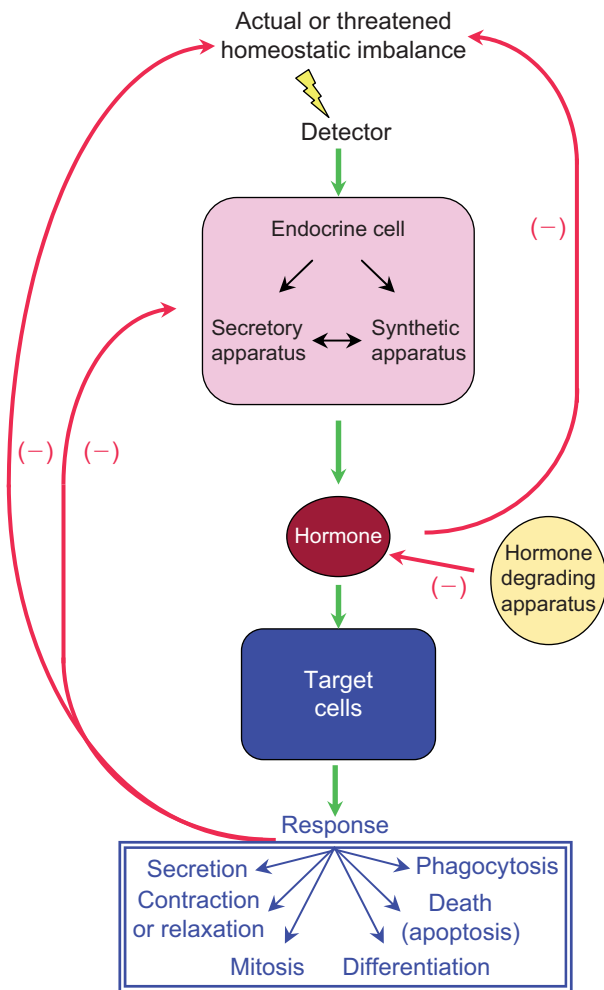 Actual or threatened
homeostatic imbalance
Detector
Endocrine cell
Secretory
apparatus
Synthetic
apparatus
(−)
(−)
(−)
Hormone
(−)
Hormone
degrading
apparatus
Target
cells
Response
Secretion
Phagocytosis
Contraction
or relaxation
Death
(apoptosis)
Mitosis
Differentiation